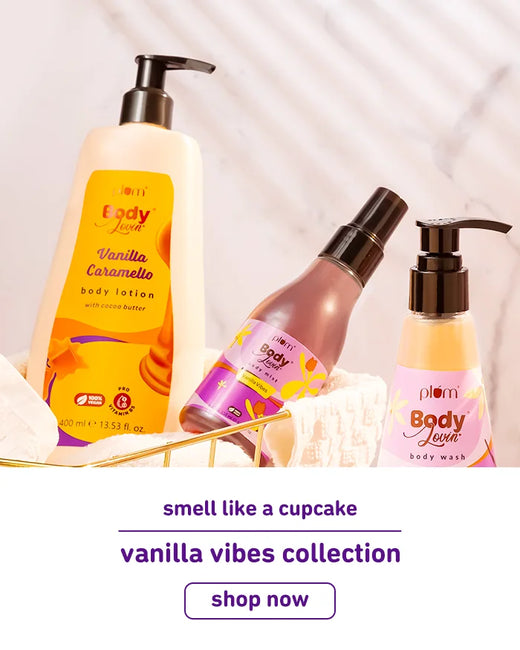 plum
Body
Lovin'
Vanilla
Caramello
body lotion
with cocoa butter
100%
VEGAN
PRO
VITAMIN B5
400 ml e 13.53 fl. oz.
plum
Body
Lovin'
body mist
Vanilla Vibes
plum
Body
Lovin'
body wash
smell like a cupcake
vanilla vibes collection
shop now